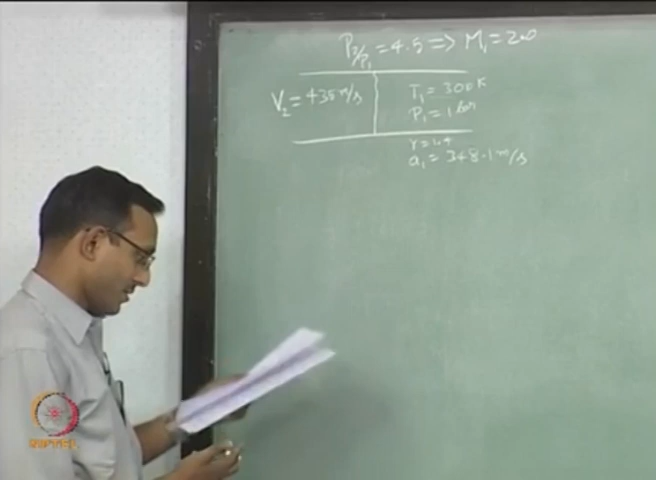 P₂/P₁ = 4.5 ⇒ M₁ = 2.0
V₂ = 435 m/s
T₁ = 300 K
P₁ = 1 bar
γ = 1.4
a₁ = 348.1 m/s
NPTEL